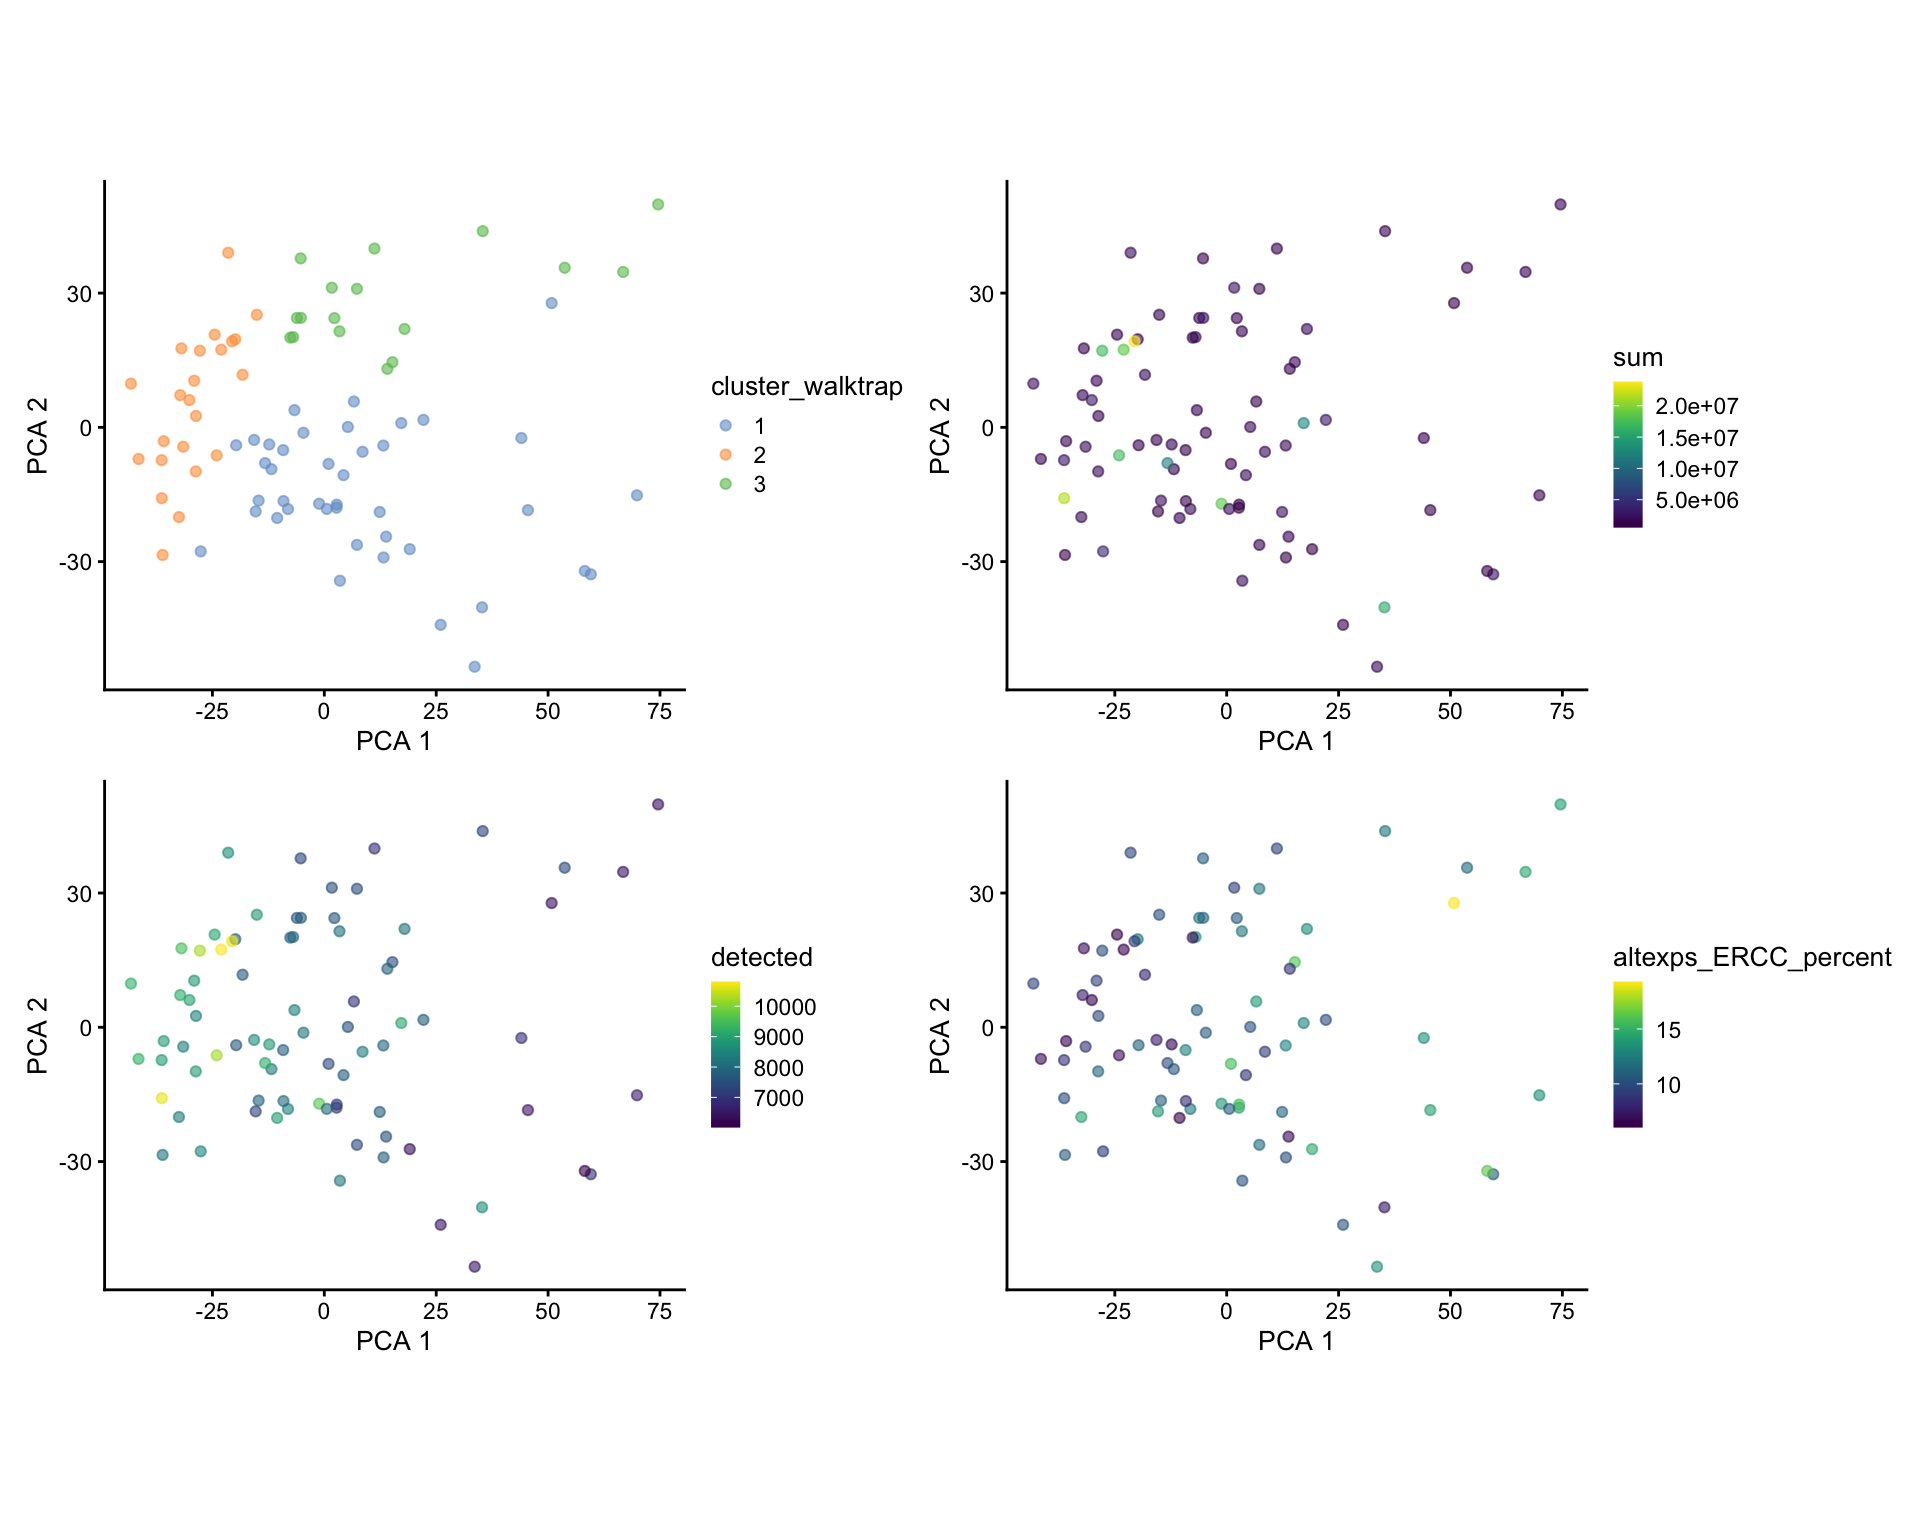 30
0
-30
PCA 2
-25 0 25 50 75
PCA 1
cluster_walktrap
1
2
3
30
0
-30
PCA 2
-25 0 25 50 75
PCA 1
sum
2.0e+07
1.5e+07
1.0e+07
5.0e+06
30
0
-30
PCA 2
-25 0 25 50 75
PCA 1
detected
10000
9000
8000
7000
30
0
-30
PCA 2
-25 0 25 50 75
PCA 1
altexps_ERCC_percent
15
10